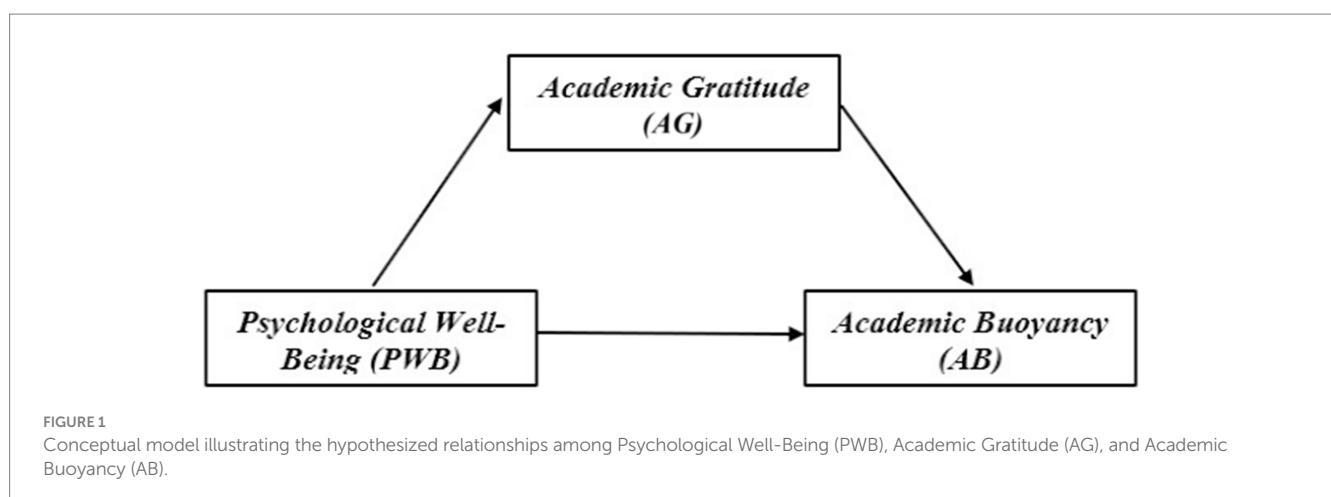 Academic Gratitude
(AG)
Psychological Well-
Being (PWB)
Academic Buoyancy
(AB)
FIGURE 1
Conceptual model illustrating the hypothesized relationships among Psychological Well-Being (PWB), Academic Gratitude (AG), and Academic
Buoyancy (AB).